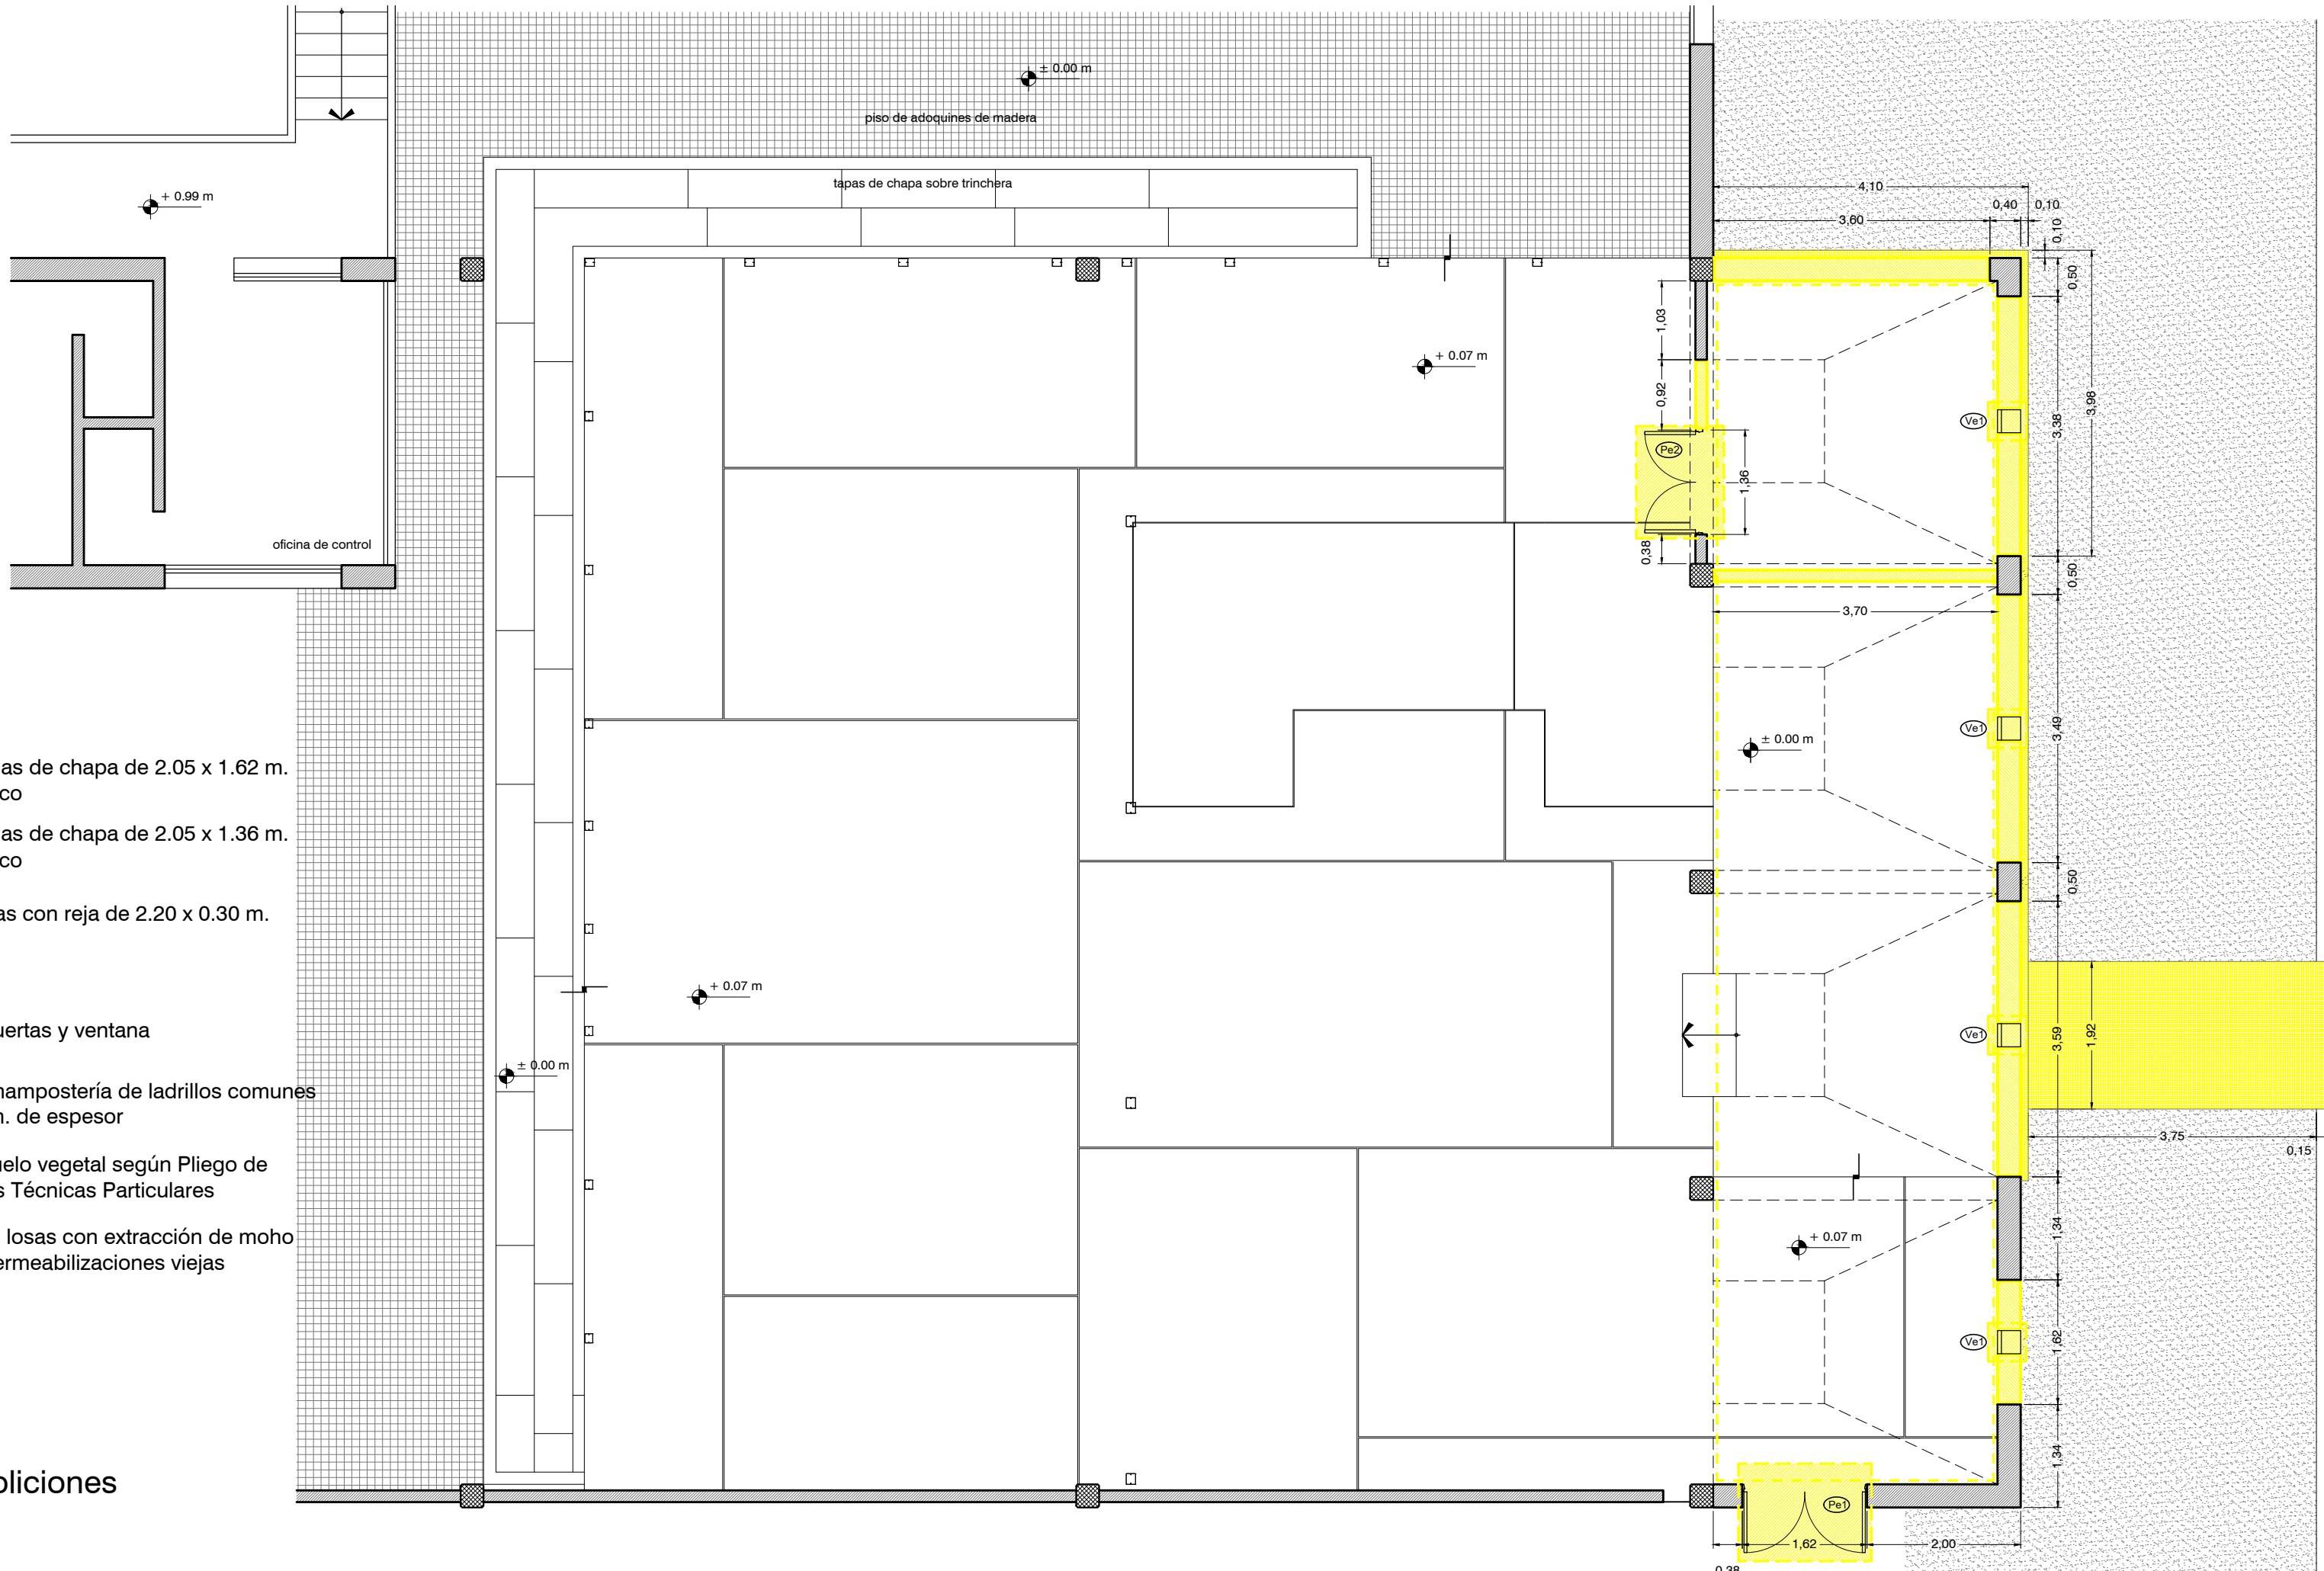 ± 0.00 m
piso de adoquines de madera
tapas de chapa sobre trinchera
+ 0.99 m
4,10
3,60
0,40
0,10
0,10
0,50
1,03
+ 0.07 m
0,92
3,98
3,38
Ve1
Pe2
1,36
0,38
oficina de control
0,50
3,70
3,49
Ve1
± 0.00 m
as de chapa de 2.05 x 1.62 m.
co
as de chapa de 2.05 x 1.36 m.
co
0,50
as con reja de 2.20 x 0.30 m.
+ 0.07 m
uertas y ventana
Ve1
3,59
1,92
± 0.00 m
nampostería de ladrillos comunes
n. de espesor
3,75
0,15
uelo vegetal según Pliego de
s Técnicas Particulares
losas con extracción de moho
ermeabilizaciones viejas
+ 0.07 m
1,34
Ve1
1,62
1,34
oliciones
Pe1
1,62
2,00
0,38